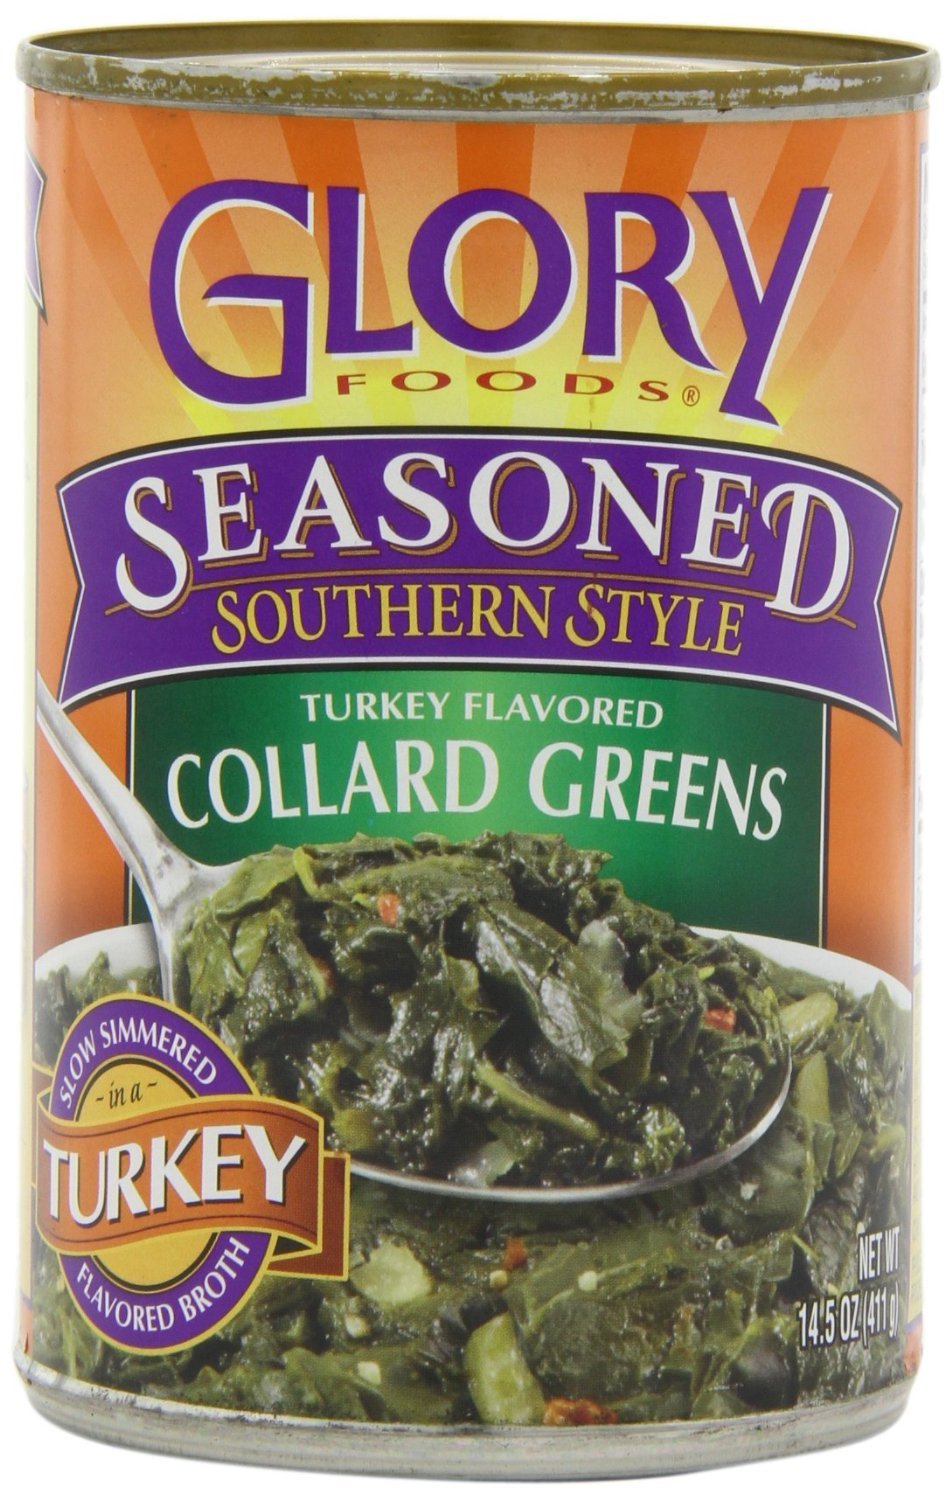 GLORY
FOODS®
SEASONED
SOUTHERN STYLE
TURKEY FLAVORED
COLLARD GREENS
SLOW SIMMERED
- in a -
TURKEY
FLAVORED BROTH
NET WT
14.5 OZ (411 g)